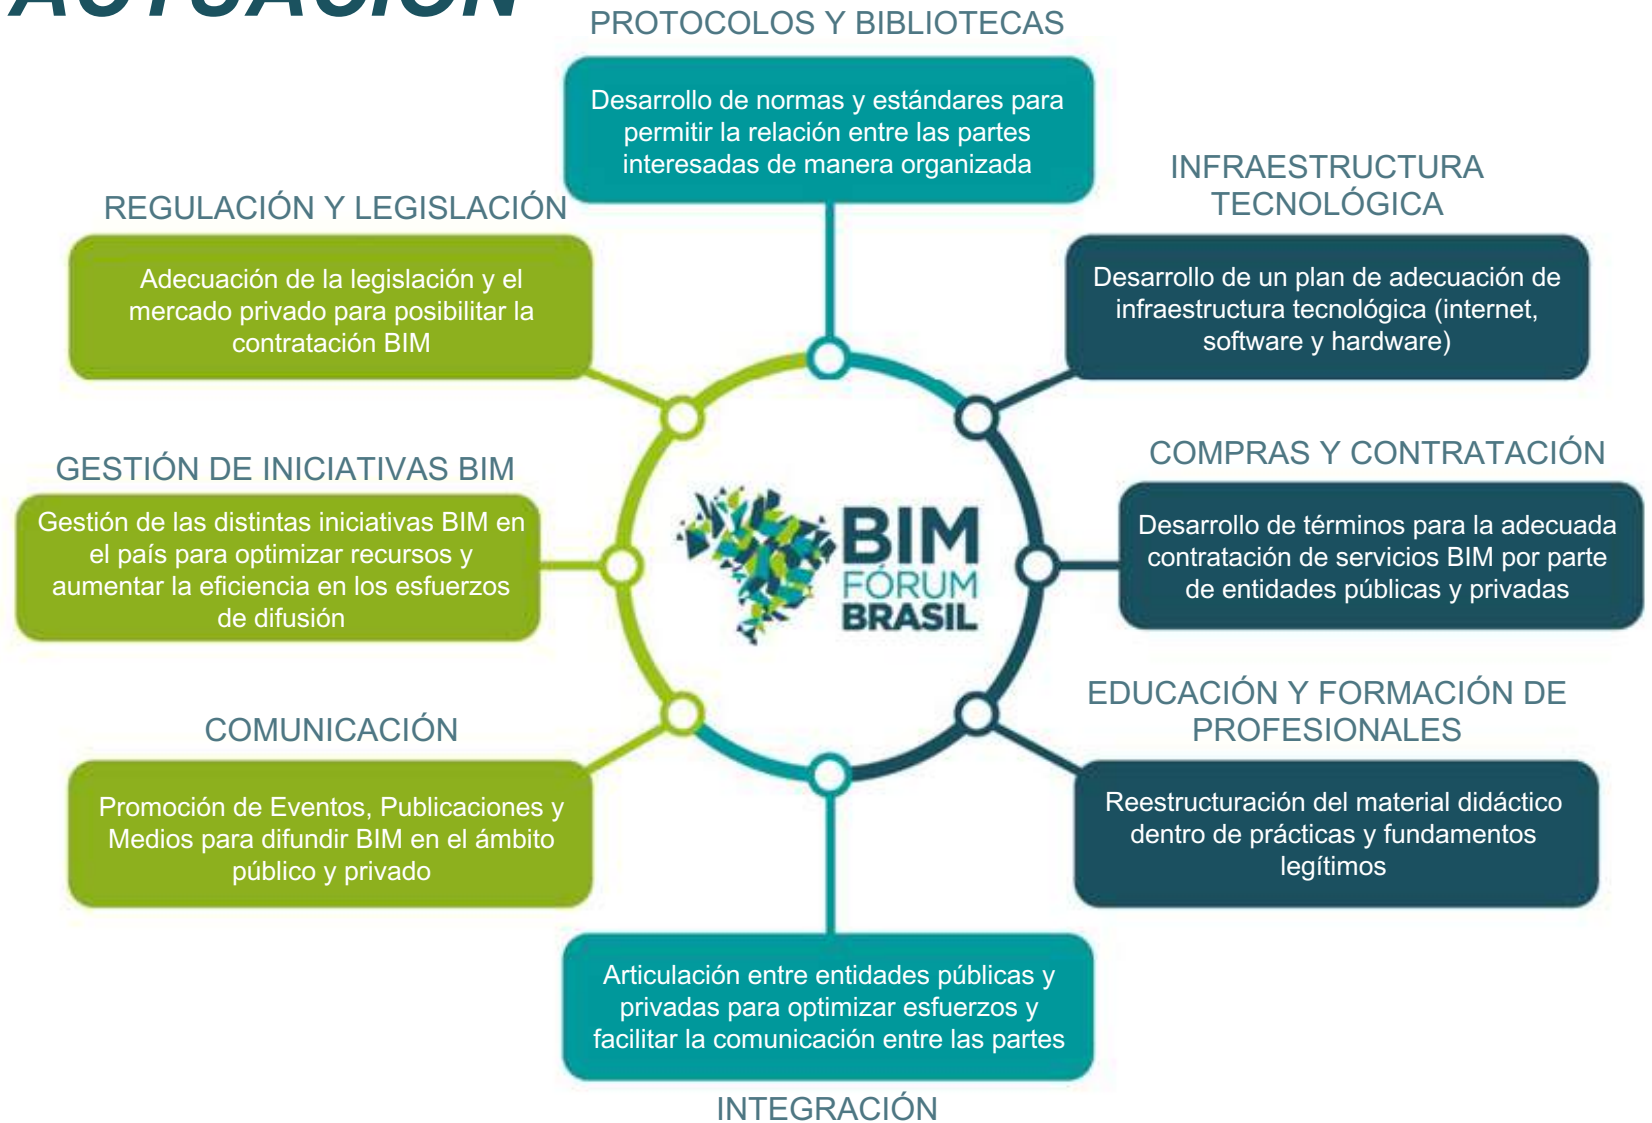 ACTUACIÓN
PROTOCOLOS Y BIBLIOTECAS
Desarrollo de normas y estándares para
permitir la relación entre las partes
interesadas de manera organizada
INFRAESTRUCTURA
TECNOLÓGICA
Desarrollo de un plan de adecuación de
infraestructura tecnológica (internet,
software y hardware)
COMPRAS Y CONTRATACIÓN
Desarrollo de términos para la adecuada
contratación de servicios BIM por parte
de entidades públicas y privadas
EDUCACIÓN Y FORMACIÓN DE
PROFESIONALES
Reestructuración del material didáctico
dentro de prácticas y fundamentos
legítimos
Articulación entre entidades públicas y
privadas para optimizar esfuerzos y
facilitar la comunicación entre las partes
INTEGRACIÓN
COMUNICACIÓN
Promoción de Eventos, Publicaciones y
Medios para difundir BIM en el ámbito
público y privado
GESTIÓN DE INICIATIVAS BIM
Gestión de las distintas iniciativas BIM en
el país para optimizar recursos y
aumentar la eficiencia en los esfuerzos
de difusión
REGULACIÓN Y LEGISLACIÓN
Adecuación de la legislación y el
mercado privado para posibilitar la
contratación BIM
BIM
FÓRUM
BRASIL